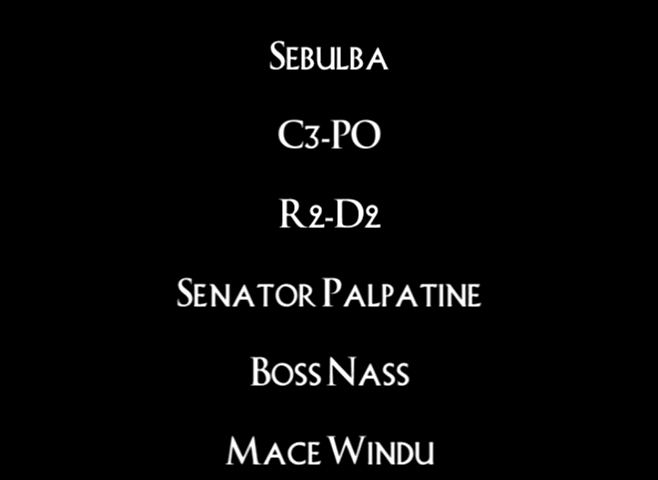 Sebulba
C3-PO
R2-D2
Senator Palpatine
Boss Nass
Mace Windu